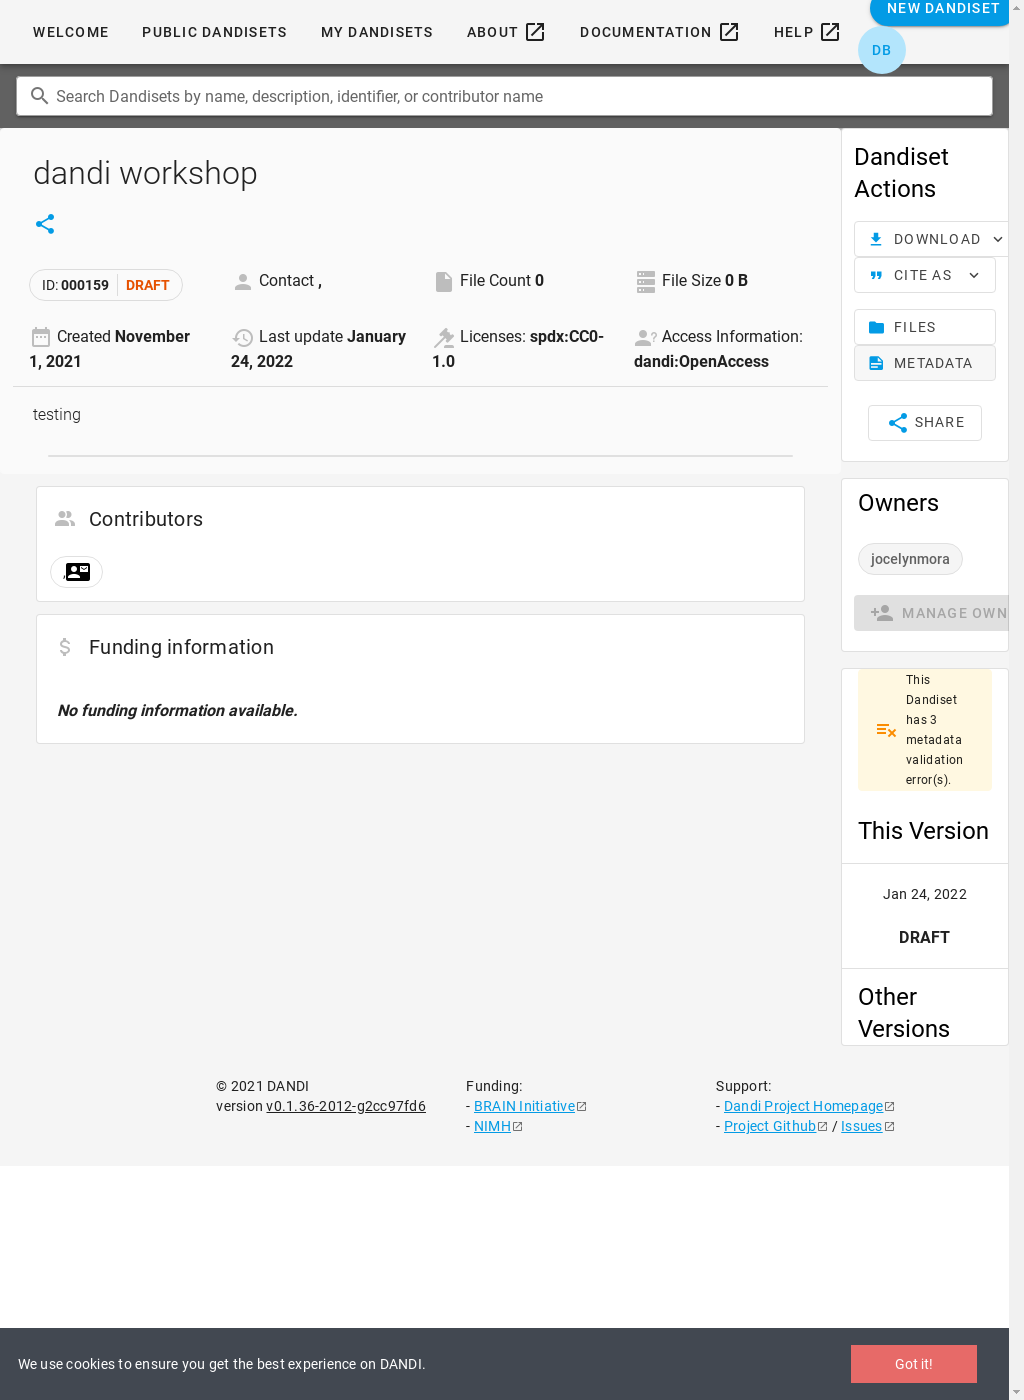 WELCOME
PUBLIC DANDISETS
MY DANDISETS
ABOUT
DOCUMENTATION
HELP
NEW DANDISET
DB
Search Dandisets by name, description, identifier, or contributor name
dandi workshop
ID: 000159 DRAFT
Contact ,
File Count 0
File Size 0 B
Created November
1, 2021
Last update January
24, 2022
Licenses: spdx:CC0-
1.0
Access Information:
dandi:OpenAccess
testing
Contributors
,
Funding information
No funding information available.
Dandiset
Actions
DOWNLOAD
CITE AS
FILES
METADATA
SHARE
Owners
jocelynmora
MANAGE OWN
This
Dandiset
has 3
metadata
validation
error(s).
This Version
Jan 24, 2022
DRAFT
Other
Versions
© 2021 DANDI
version v0.1.36-2012-g2cc97fd6
Funding:
- BRAIN Initiative
- NIMH
Support:
- Dandi Project Homepage
- Project Github / Issues
We use cookies to ensure you get the best experience on DANDI.
Got it!